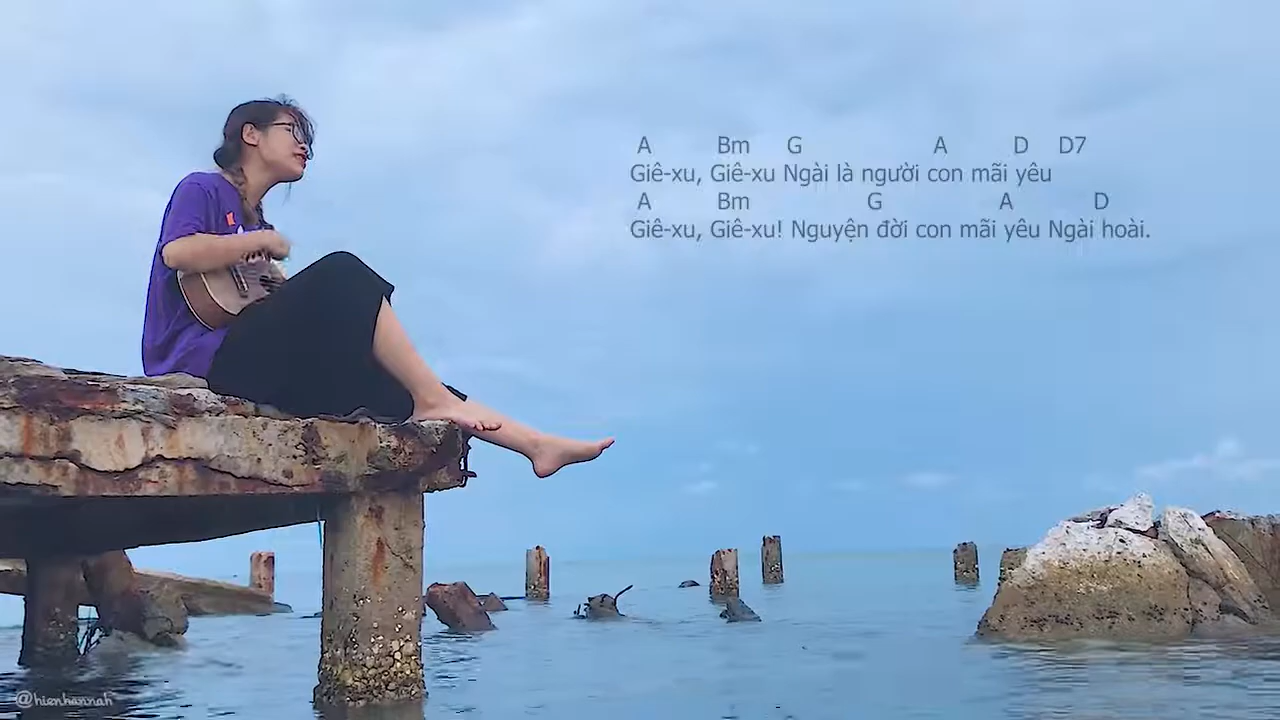 A Bm G A D D7
Giê-xu, Giê-xu Ngài là người con mãi yêu
A Bm G A D
Giê-xu, Giê-xu! Nguyện đời con mãi yêu Ngài hoài.
@hienhannah